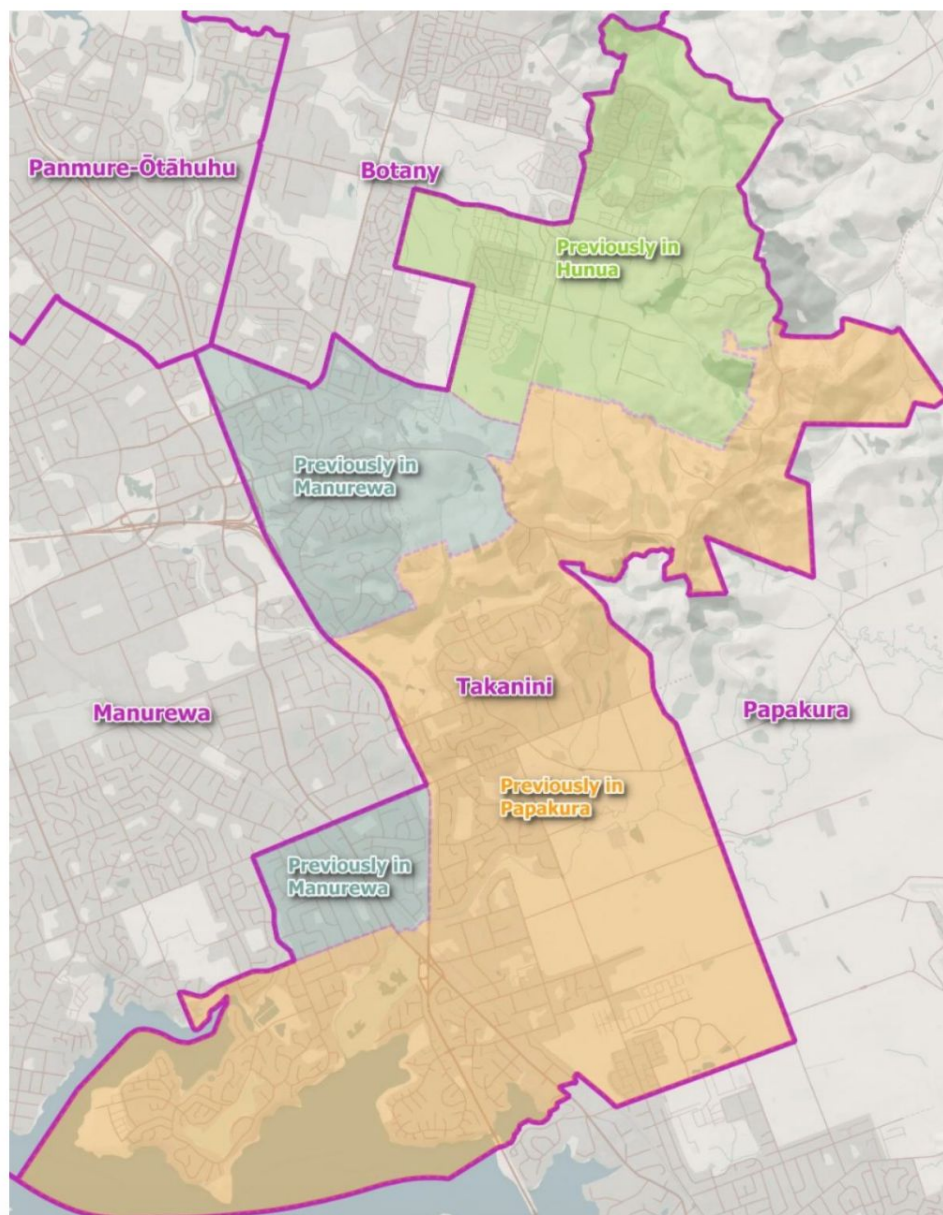 Panmure-Ōtāhuhu
Botany
Previously in
Hunua
Previously in
Manurewa
Takanini
Manurewa
Papakura
Previously in
Papakura
Previously in
Manurewa